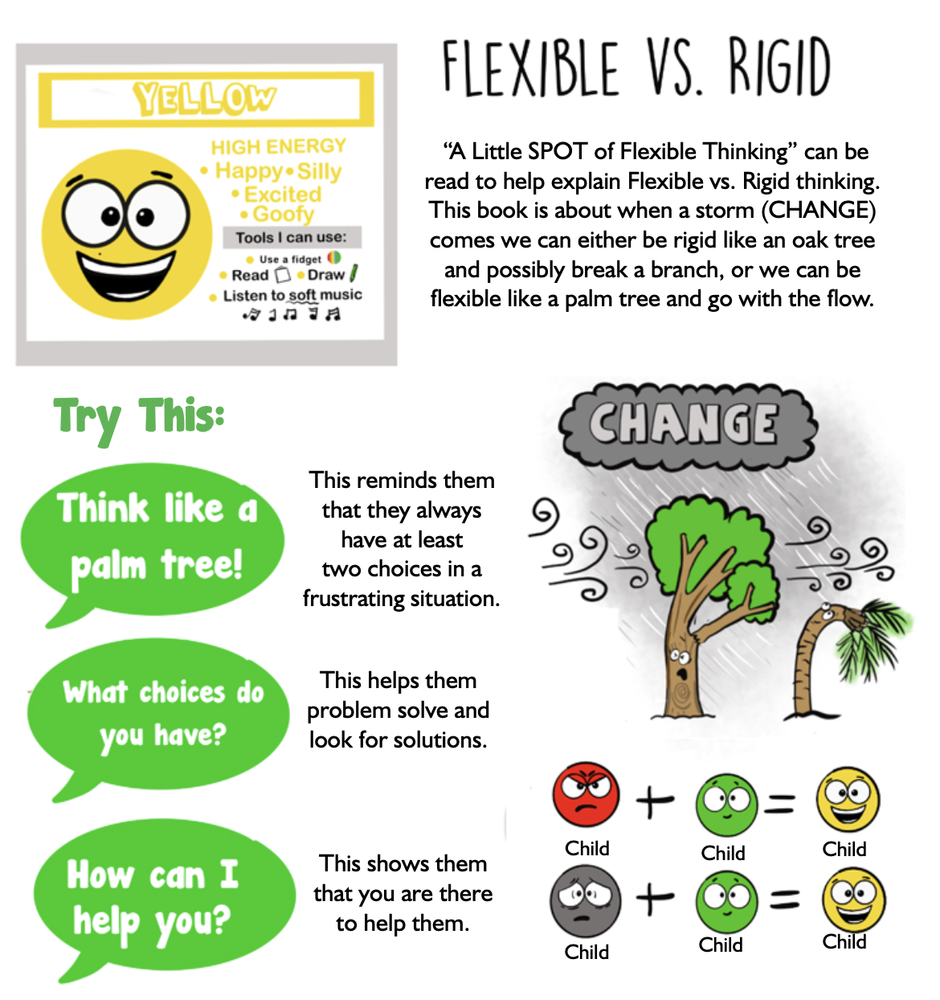 YELLOW
HIGH ENERGY
• Happy • Silly
• Excited
• Goofy
Tools I can use:
• Use a fidget
• Read • Draw
• Listen to soft music
FLEXIBLE VS. RIGID
“A Little SPOT of Flexible Thinking” can be
read to help explain Flexible vs. Rigid thinking.
This book is about when a storm (CHANGE)
comes we can either be rigid like an oak tree
and possibly break a branch, or we can be
flexible like a palm tree and go with the flow.
Try This:
Think like a
palm tree!
This reminds them
that they always
have at least
two choices in a
frustrating situation.
What choices do
you have?
This helps them
problem solve and
look for solutions.
How can I
help you?
This shows them
that you are there
to help them.
CHANGE
+ =
Child Child Child
+ =
Child Child Child